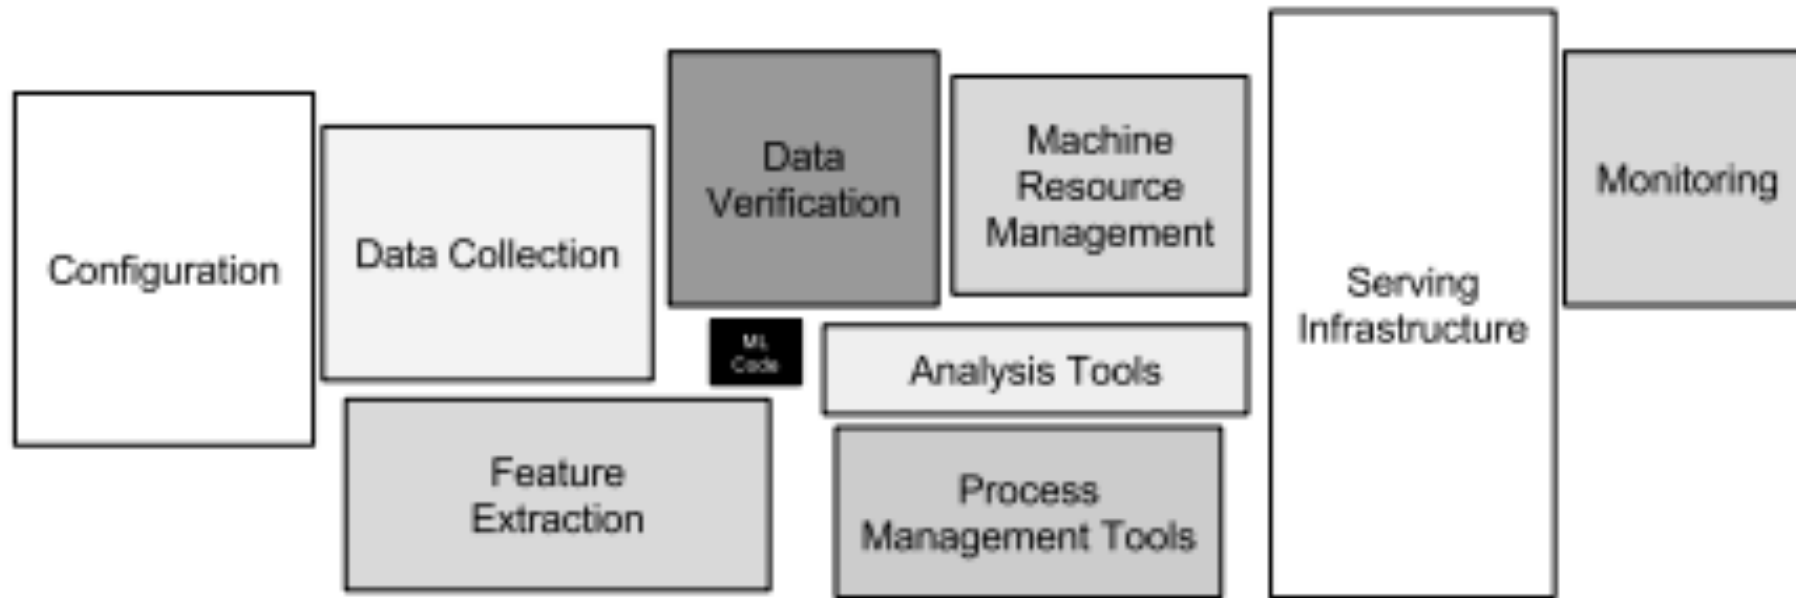 Configuration
Data Collection
Data
Verification
Machine
Resource
Management
Serving
Infrastructure
Monitoring
ML
Code
Analysis Tools
Feature
Extraction
Process
Management Tools